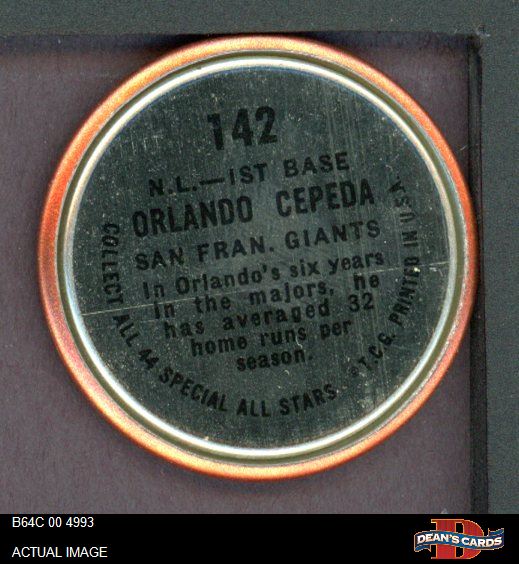 142
N.L.—1ST BASE
ORLANDO CEPEDA
SAN FRAN. GIANTS
In Orlando's six years
in the majors, he
has averaged 32
home runs per
season.
COLLECT ALL 44 SPECIAL ALL STARS
©T.C.G. PRINTED IN U.S.A.
B64C 00 4993
ACTUAL IMAGE
D
DEAN'S CARDS